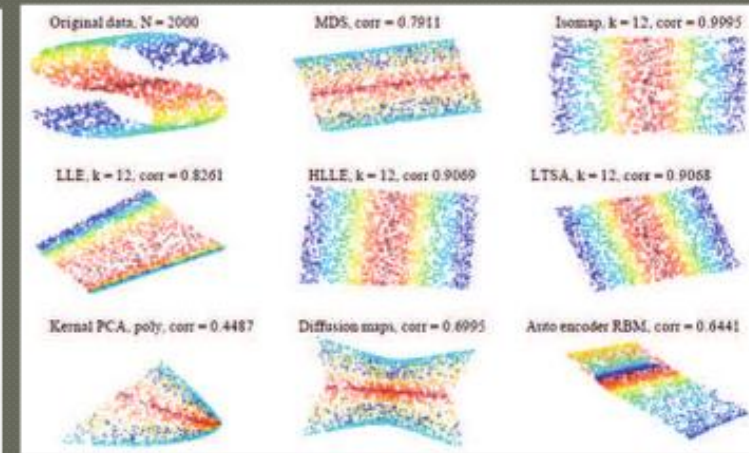 Original data, N = 2000
MDS, corr = 0.7911
Isomap, k = 12, corr = 0.9995
LLE, k = 12, corr = 0.8261
HLLE, k = 12, corr 0.9069
LTSA, k = 12, corr = 0.9068
Kernal PCA, poly, corr = 0.4487
Diffusion maps, corr = 0.6995
Auto encoder RBM, corr = 0.6441